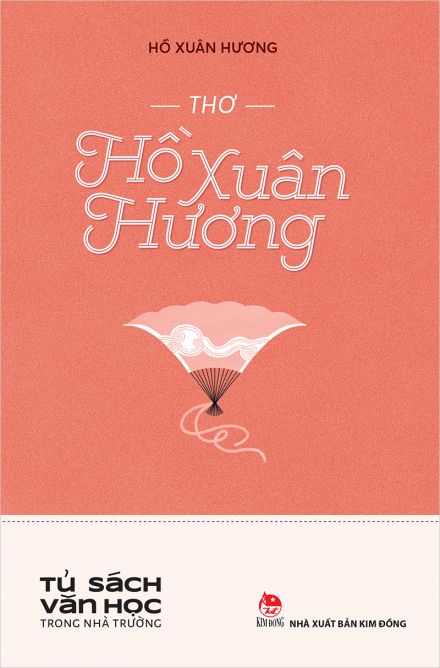 HỒ XUÂN HƯƠNG
THƠ
Hồ Xuân
Hương
TỦ SÁCH
VĂN HỌC
TRONG NHÀ TRƯỜNG
KIM ĐỒNG
NHÀ XUẤT BẢN KIM ĐỒNG